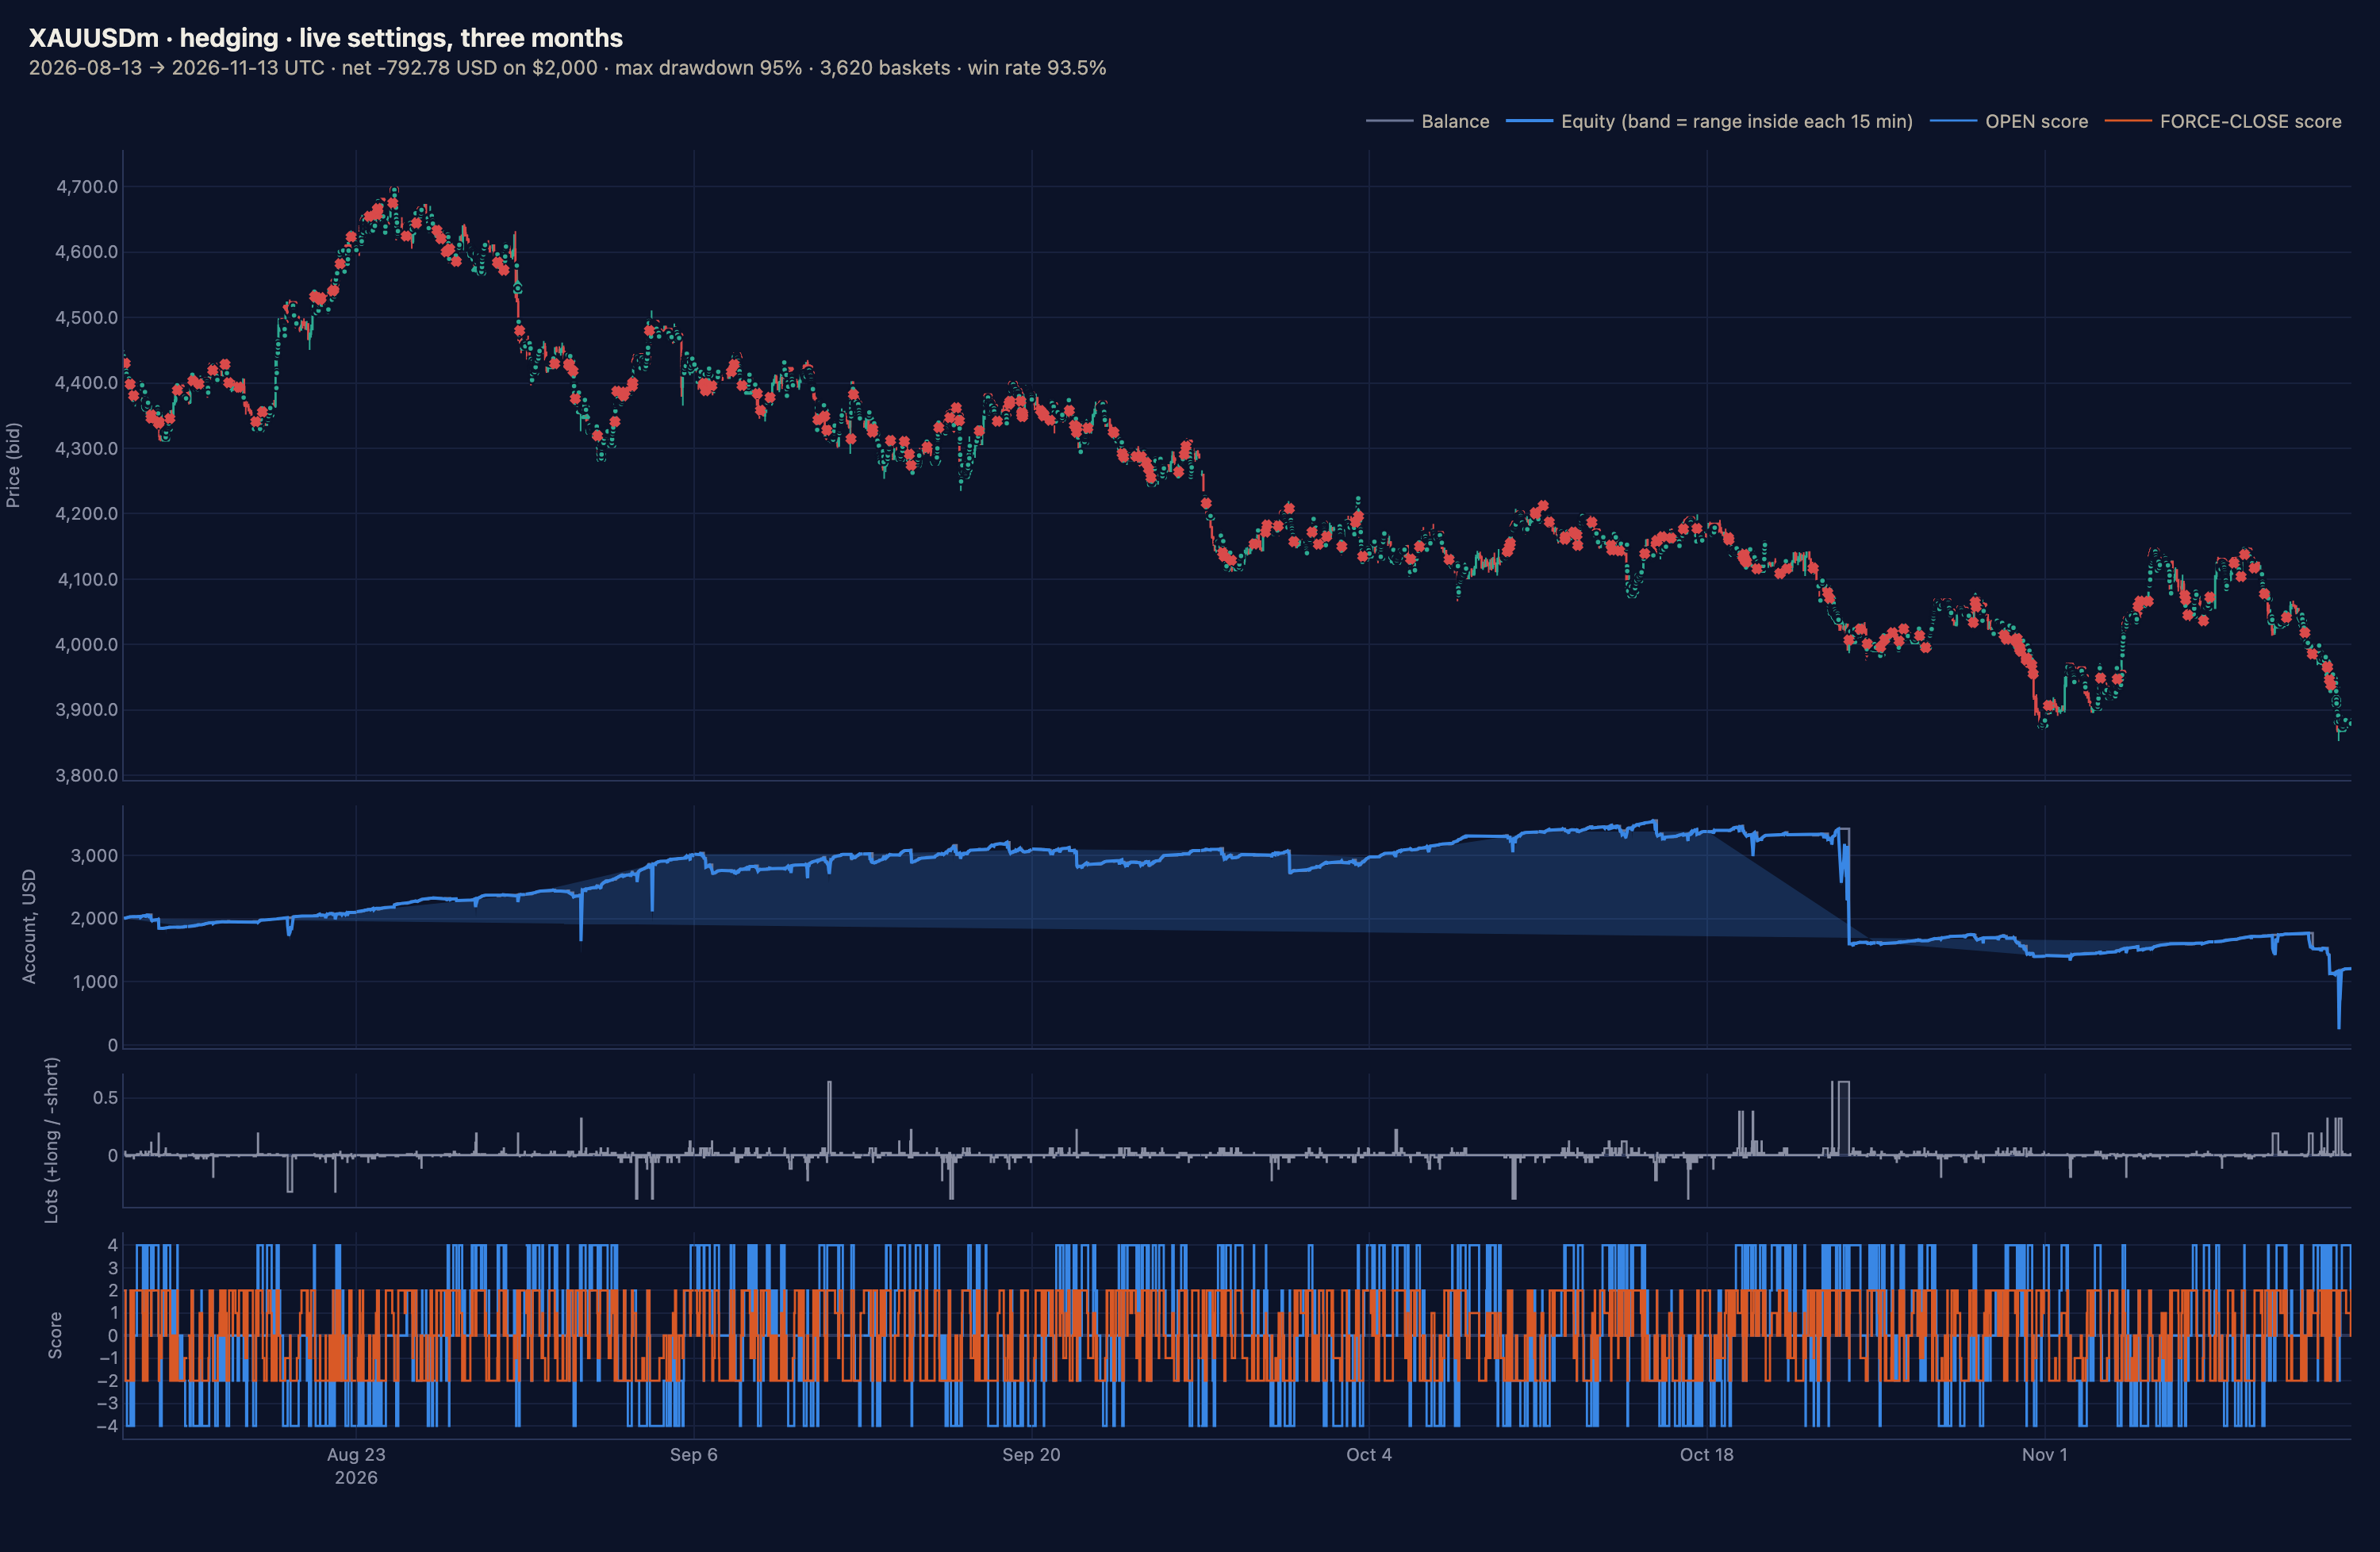 XAUUSDm · hedging · live settings, three months
2026-08-13 → 2026-11-13 UTC · net -792.78 USD on $2,000 · max drawdown 95% · 3,620 baskets · win rate 93.5%
Balance
Equity (band = range inside each 15 min)
OPEN score
FORCE-CLOSE score
Price (bid)
4,700.0
4,600.0
4,500.0
4,400.0
4,300.0
4,200.0
4,100.0
4,000.0
3,900.0
3,800.0
Account, USD
3,000
2,000
1,000
0
Lots (+long / -short)
0.5
0
Score
4
3
2
1
0
−1
−2
−3
−4
Aug 23
2026
Sep 6
Sep 20
Oct 4
Oct 18
Nov 1